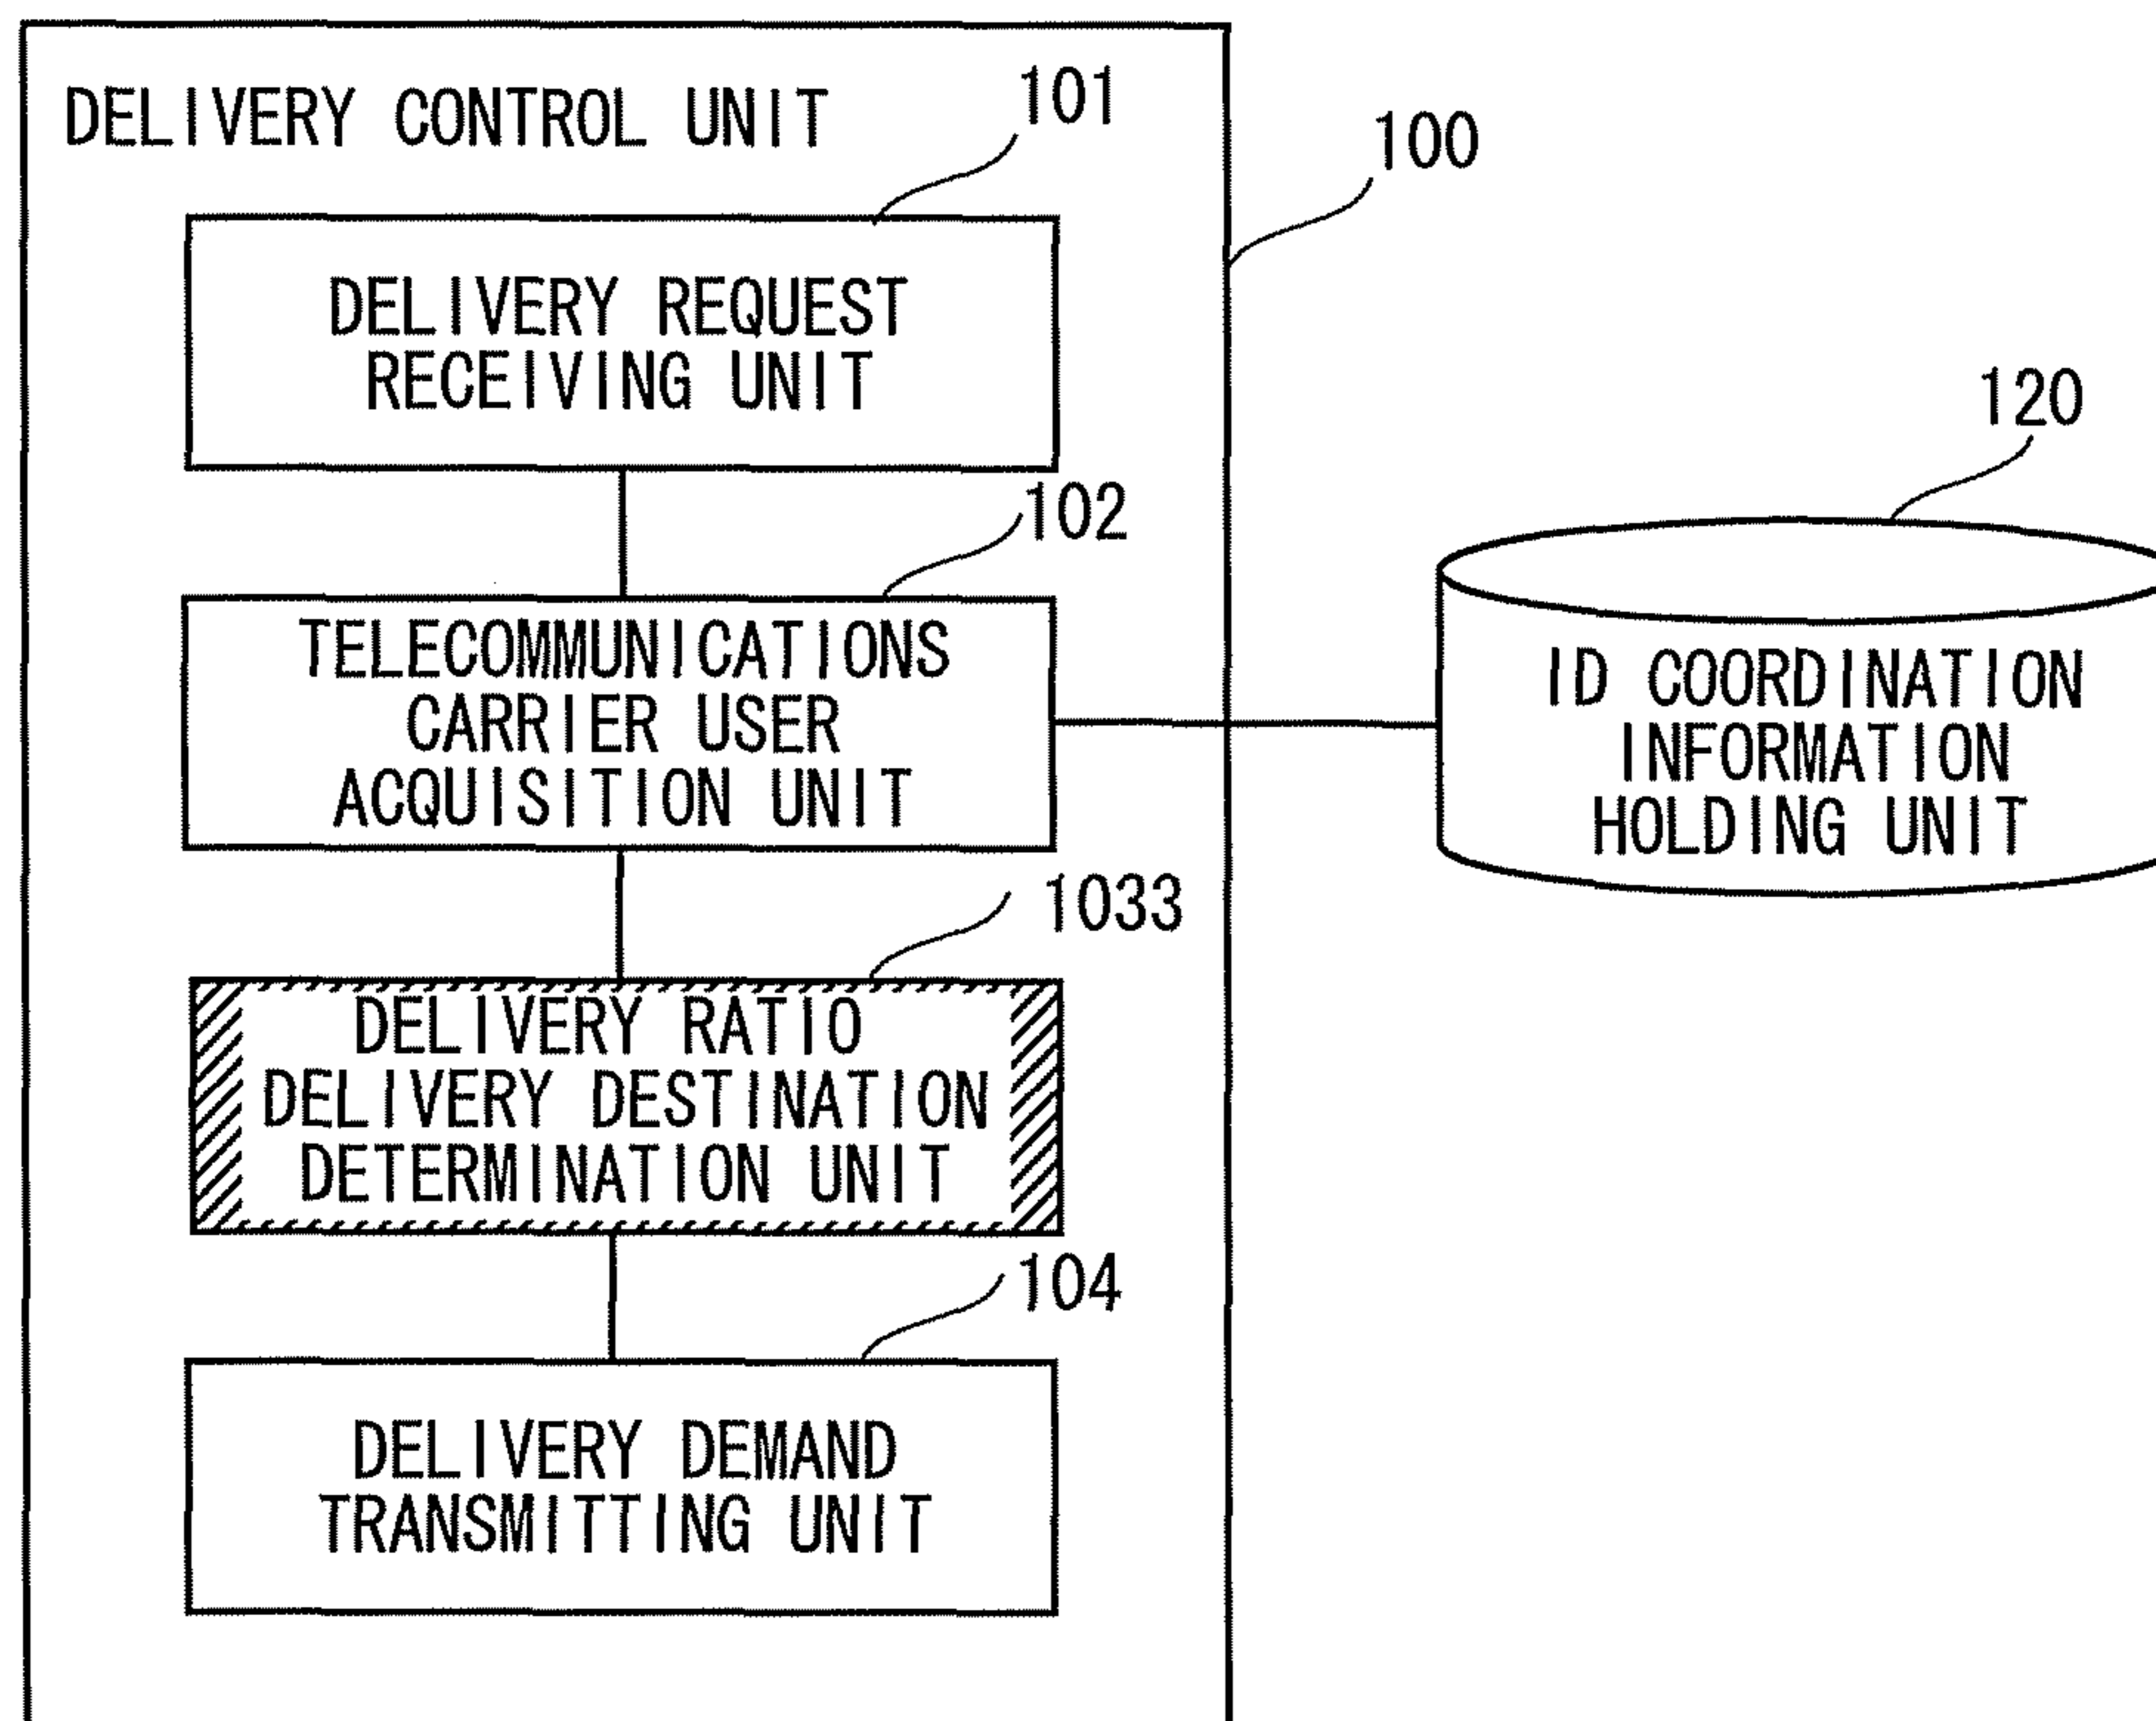 DELIVERY CONTROL UNIT
101
100
DELIVERY REQUEST
RECEIVING UNIT
102
120
TELECOMMUNICATIONS
CARRIER USER
ACQUISITION UNIT
ID COORDINATION
INFORMATION
HOLDING UNIT
1033
DELIVERY RATIO
DELIVERY DESTINATION
DETERMINATION UNIT
104
DELIVERY DEMAND
TRANSMITTING UNIT